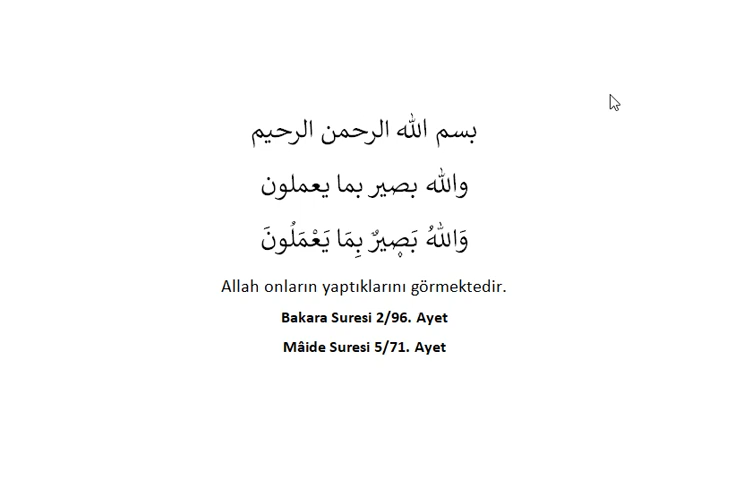 بسم الله الرحمن الرحيم
والله بصير بما يعملون
وَاللهُ بَصٖيرٌ بِمَا يَعْمَلُونَ
Allah onların yaptıklarını görmektedir.
Bakara Suresi 2/96. Ayet
Mâide Suresi 5/71. Ayet